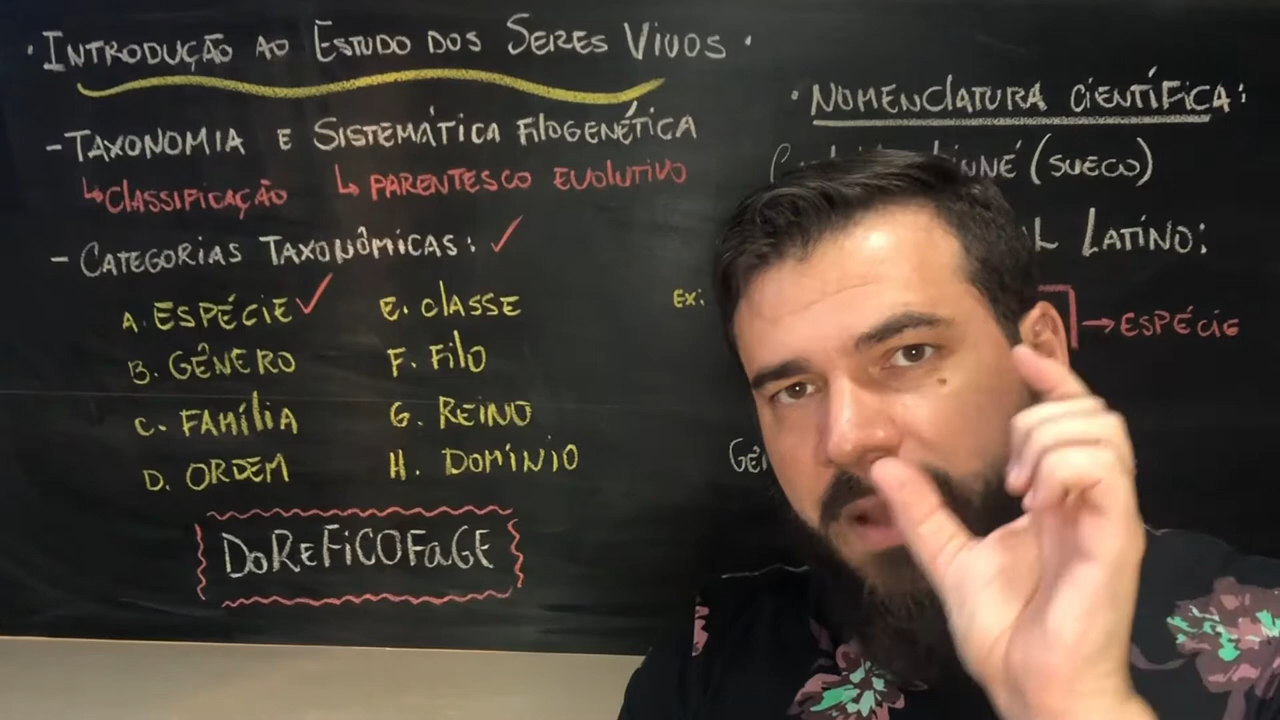 · INTRODUÇÃO AO ESTUDO DOS SERES VIVOS ·
- TAXONOMIA E SISTEMÁTICA FILOGENÉTICA
↳ CLASSIFICAÇÃO ↳ PARENTESCO EVOLUTIVO
- CATEGORIAS TAXONÔMICAS: ✓
A. ESPÉCIE ✓ E. CLASSE
B. GÊNERO F. FILO
C. FAMÍLIA G. REINO
D. ORDEM H. DOMÍNIO
DOREFICOFaGE
· NOMENCLATURA CIENTÍFICA:
(SUECO)
LATINO:
EX: → ESPÉCIE